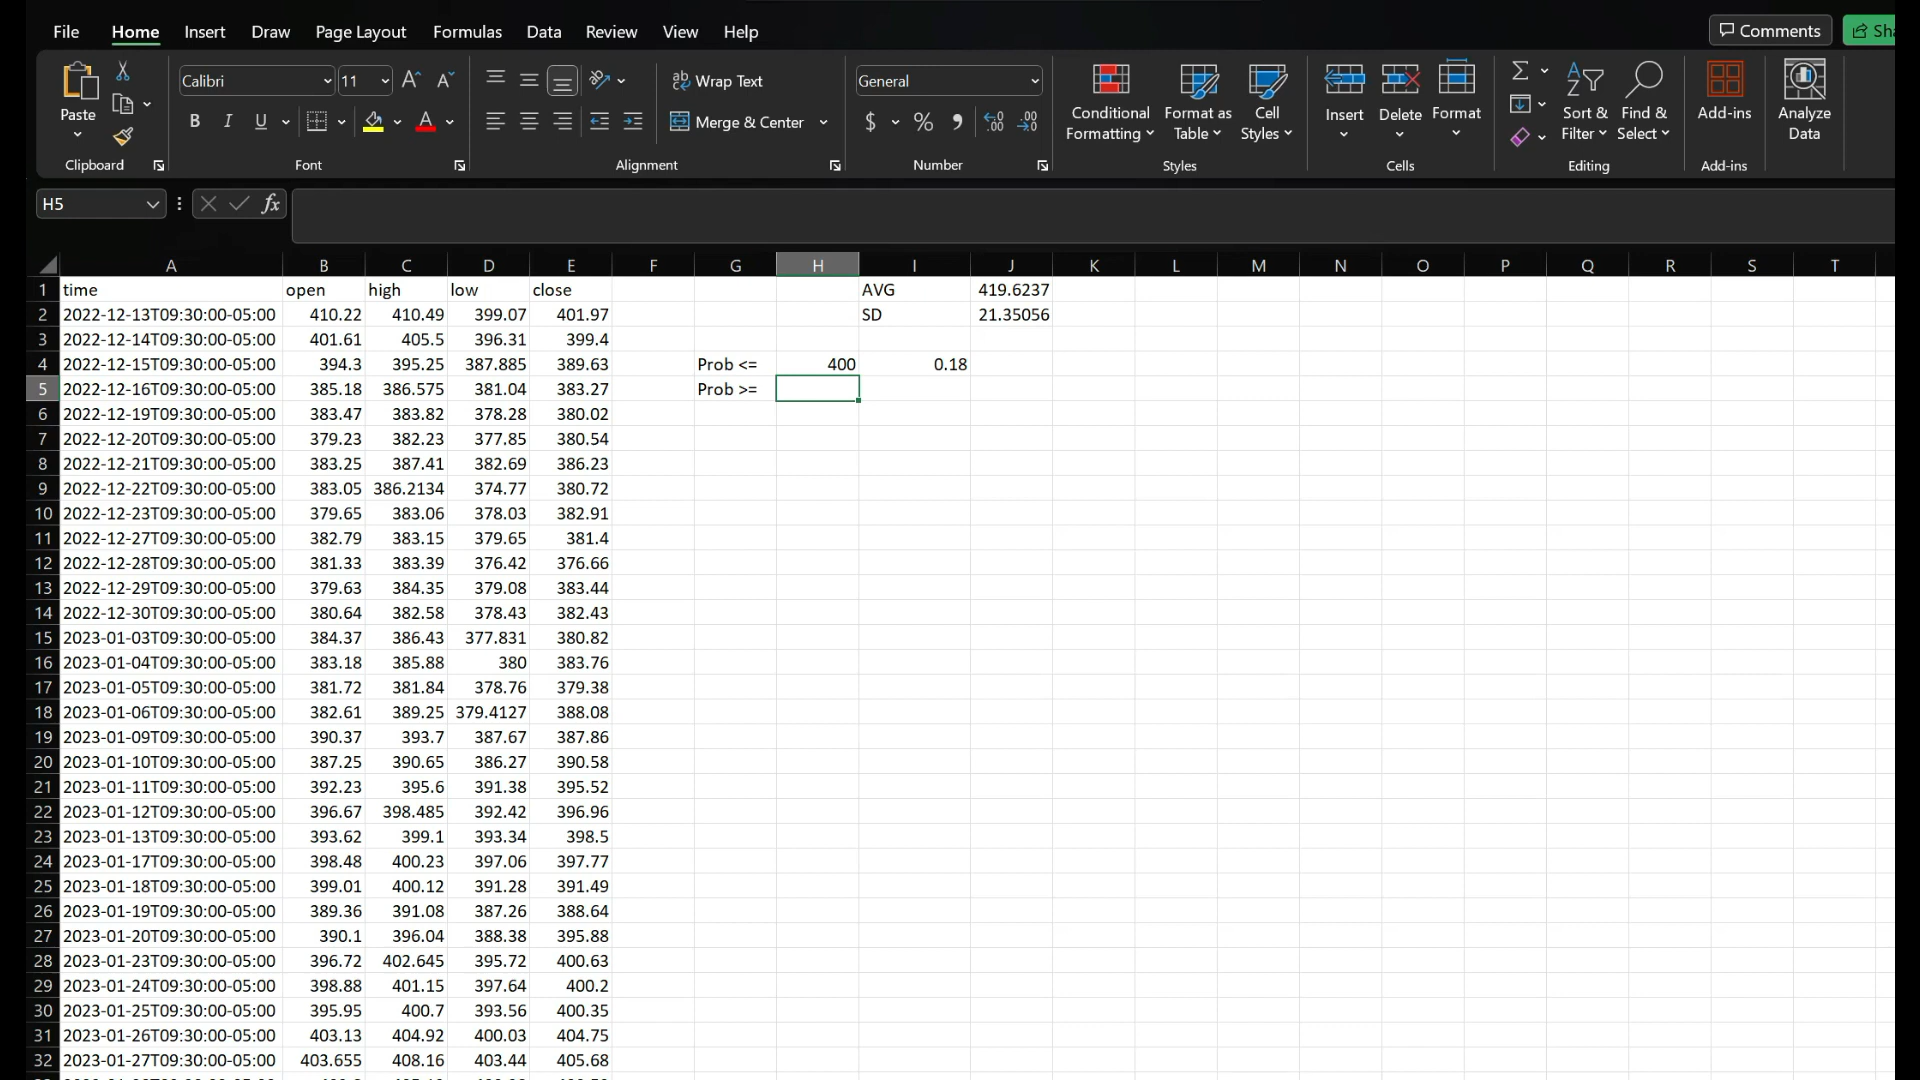 File Home Insert Draw Page Layout Formulas Data Review View Help Comments
Calibri 11 Wrap Text General
Paste B I U Merge & Center $ % Conditional Formatting Format as Table Cell Styles Insert Delete Format Sort & Filter Find & Select Add-ins Analyze Data
Clipboard Font Alignment Number Styles Cells Editing Add-ins
H5 fx
A B C D E F G H I J K L M N O P Q R S T
1 time open high low close AVG 419.6237
2 2022-12-13T09:30:00-05:00 410.22 410.49 399.07 401.97 SD 21.35056
3 2022-12-14T09:30:00-05:00 401.61 405.5 396.31 399.4
4 2022-12-15T09:30:00-05:00 394.3 395.25 387.885 389.63 Prob <= 400 0.18
5 2022-12-16T09:30:00-05:00 385.18 386.575 381.04 383.27 Prob >=
6 2022-12-19T09:30:00-05:00 383.47 383.82 378.28 380.02
7 2022-12-20T09:30:00-05:00 379.23 382.23 377.85 380.54
8 2022-12-21T09:30:00-05:00 383.25 387.41 382.69 386.23
9 2022-12-22T09:30:00-05:00 383.05 386.2134 374.77 380.72
10 2022-12-23T09:30:00-05:00 379.65 383.06 378.03 382.91
11 2022-12-27T09:30:00-05:00 382.79 383.15 379.65 381.4
12 2022-12-28T09:30:00-05:00 381.33 383.39 376.42 376.66
13 2022-12-29T09:30:00-05:00 379.63 384.35 379.08 383.44
14 2022-12-30T09:30:00-05:00 380.64 382.58 378.43 382.43
15 2023-01-03T09:30:00-05:00 384.37 386.43 377.831 380.82
16 2023-01-04T09:30:00-05:00 383.18 385.88 380 383.76
17 2023-01-05T09:30:00-05:00 381.72 381.84 378.76 379.38
18 2023-01-06T09:30:00-05:00 382.61 389.25 379.4127 388.08
19 2023-01-09T09:30:00-05:00 390.37 393.7 387.67 387.86
20 2023-01-10T09:30:00-05:00 387.25 390.65 386.27 390.58
21 2023-01-11T09:30:00-05:00 392.23 395.6 391.38 395.52
22 2023-01-12T09:30:00-05:00 396.67 398.485 392.42 396.96
23 2023-01-13T09:30:00-05:00 393.62 399.1 393.34 398.5
24 2023-01-17T09:30:00-05:00 398.48 400.23 397.06 397.77
25 2023-01-18T09:30:00-05:00 399.01 400.12 391.28 391.49
26 2023-01-19T09:30:00-05:00 389.36 391.08 387.26 388.64
27 2023-01-20T09:30:00-05:00 390.1 396.04 388.38 395.88
28 2023-01-23T09:30:00-05:00 396.72 402.645 395.72 400.63
29 2023-01-24T09:30:00-05:00 398.88 401.15 397.64 400.2
30 2023-01-25T09:30:00-05:00 395.95 400.7 393.56 400.35
31 2023-01-26T09:30:00-05:00 403.13 404.92 400.03 404.75
32 2023-01-27T09:30:00-05:00 403.655 408.16 403.44 405.68